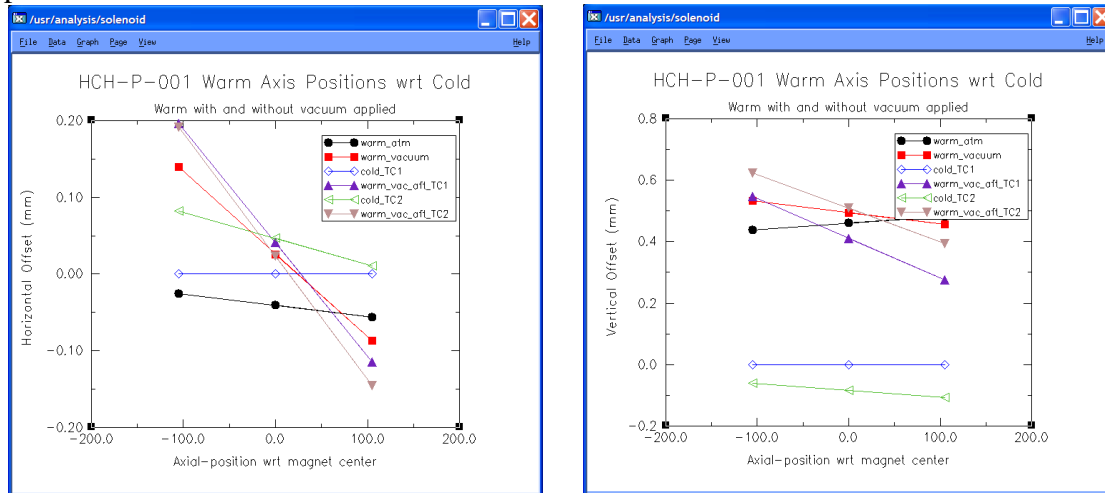 /usr/analysis/solenoid
File Data Graph Page View Help
HCH-P-001 Warm Axis Positions wrt Cold
Warm with and without vacuum applied
warm_atm
warm_vacuum
cold_TC1
warm_vac_aft_TC1
cold_TC2
warm_vac_aft_TC2
Horizontal Offset (mm)
0.20
0.10
0.00
-0.10
-0.20
-200.0 -100.0 0.0 100.0 200.0
Axial-position wrt magnet center
/usr/analysis/solenoid
File Data Graph Page View Help
HCH-P-001 Warm Axis Positions wrt Cold
Warm with and without vacuum applied
warm_atm
warm_vacuum
cold_TC1
warm_vac_aft_TC1
cold_TC2
warm_vac_aft_TC2
Vertical Offset (mm)
0.8
0.6
0.4
0.2
0.0
-0.2
-200.0 -100.0 0.0 100.0 200.0
Axial-position wrt magnet center